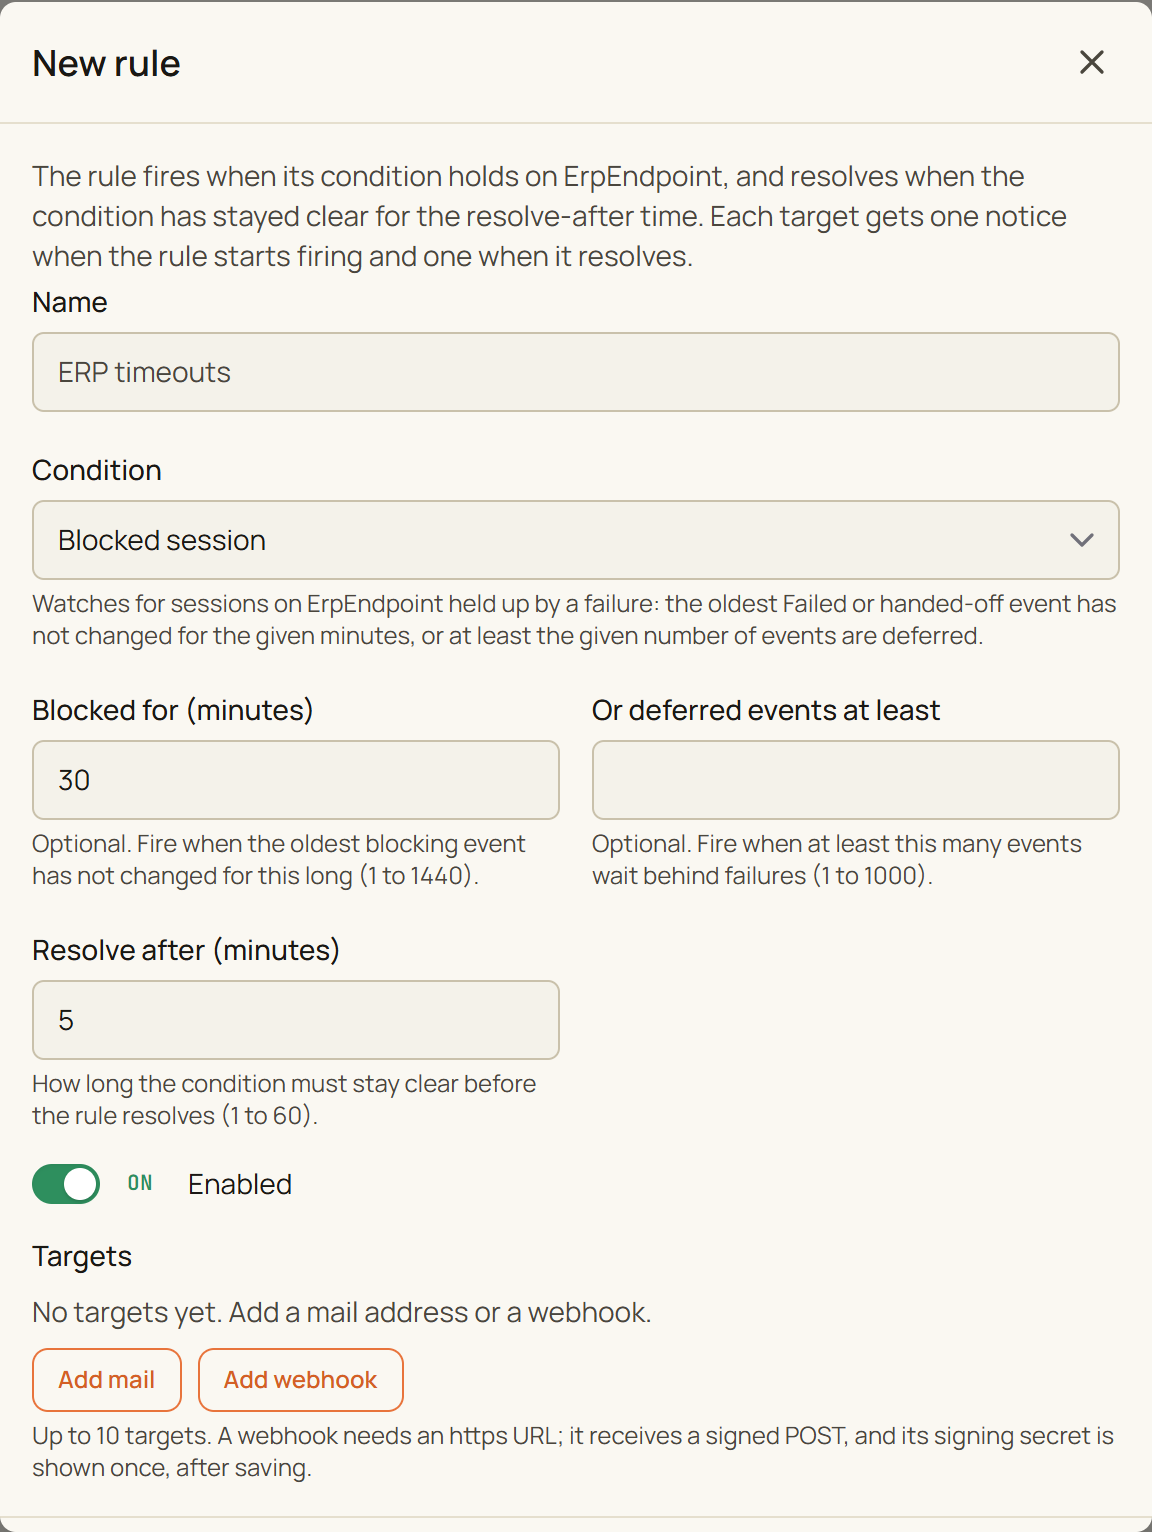 New rule
The rule fires when its condition holds on ErpEndpoint, and resolves when the
condition has stayed clear for the resolve-after time. Each target gets one notice
when the rule starts firing and one when it resolves.
Name
ERP timeouts
Condition
Blocked session
Watches for sessions on ErpEndpoint held up by a failure: the oldest Failed or handed-off event has
not changed for the given minutes, or at least the given number of events are deferred.
Blocked for (minutes)
30
Optional. Fire when the oldest blocking event
has not changed for this long (1 to 1440).
Or deferred events at least
Optional. Fire when at least this many events
wait behind failures (1 to 1000).
Resolve after (minutes)
5
How long the condition must stay clear before
the rule resolves (1 to 60).
ON Enabled
Targets
No targets yet. Add a mail address or a webhook.
Add mail Add webhook
Up to 10 targets. A webhook needs an https URL; it receives a signed POST, and its signing secret is
shown once, after saving.